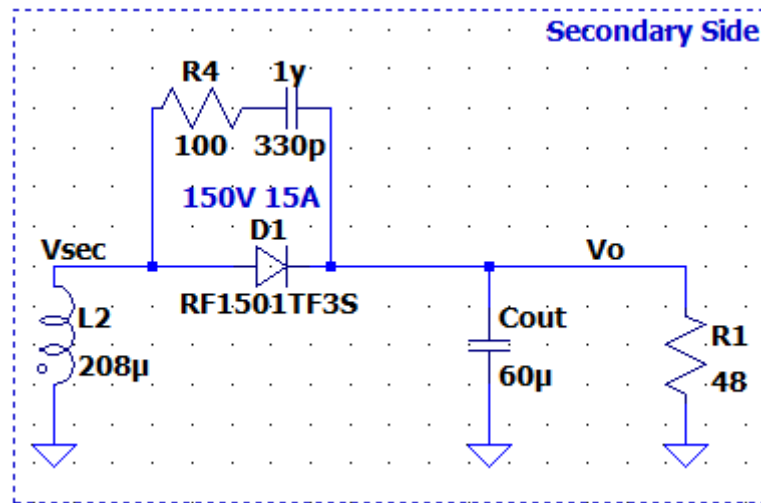 Secondary Side
R4
1y
100
330p
150V 15A
D1
Vsec
Vo
RF1501TF3S
L2
208µ
Cout
60µ
R1
48